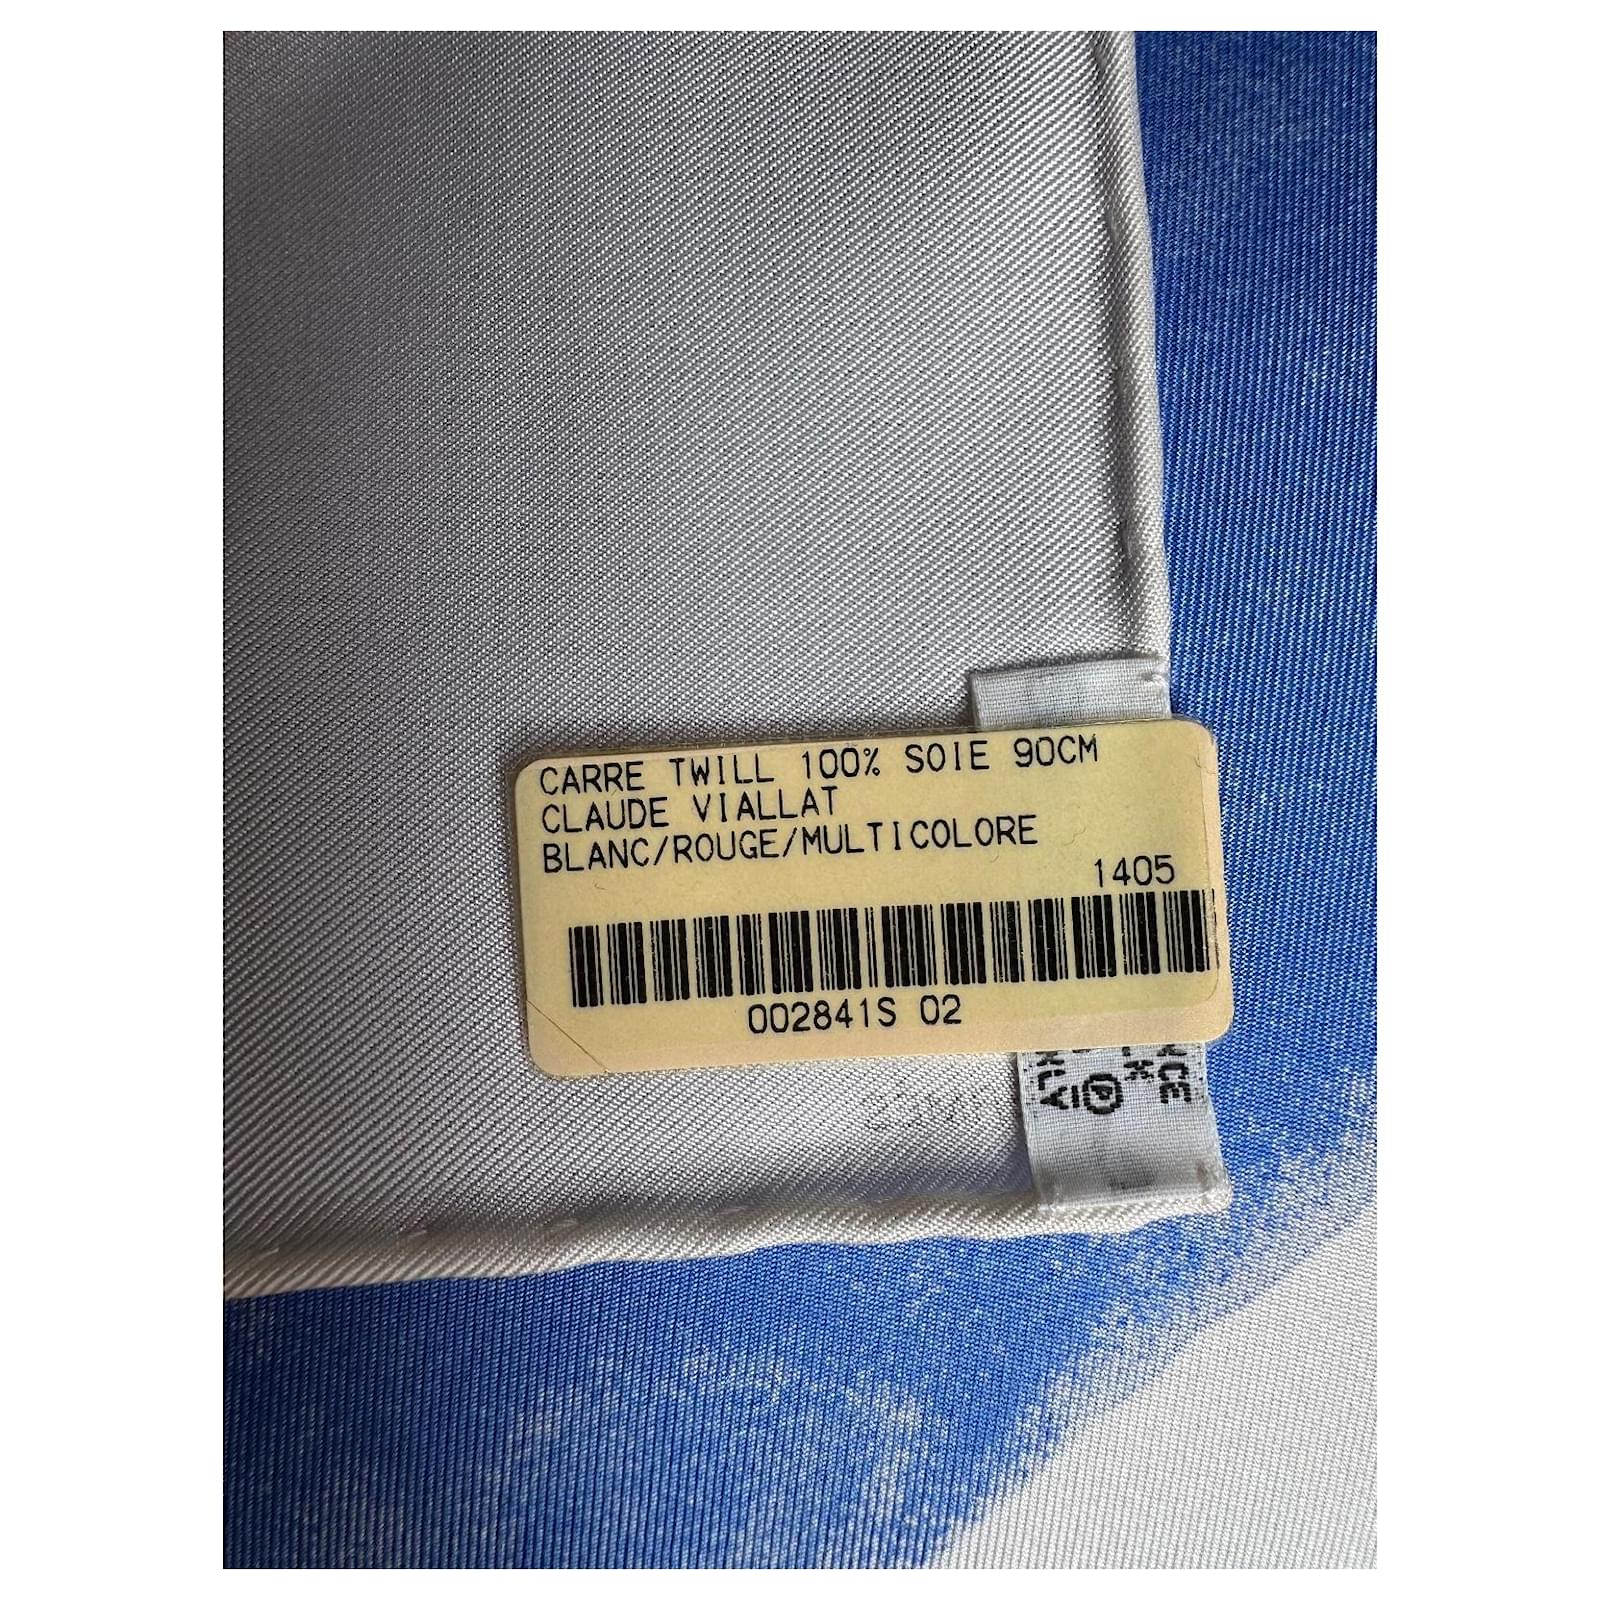 CARRE TWILL 100% SOIE 90CM
CLAUDE VIALLAT
BLANC/ROUGE/MULTICOLORE
1405
002841S 02